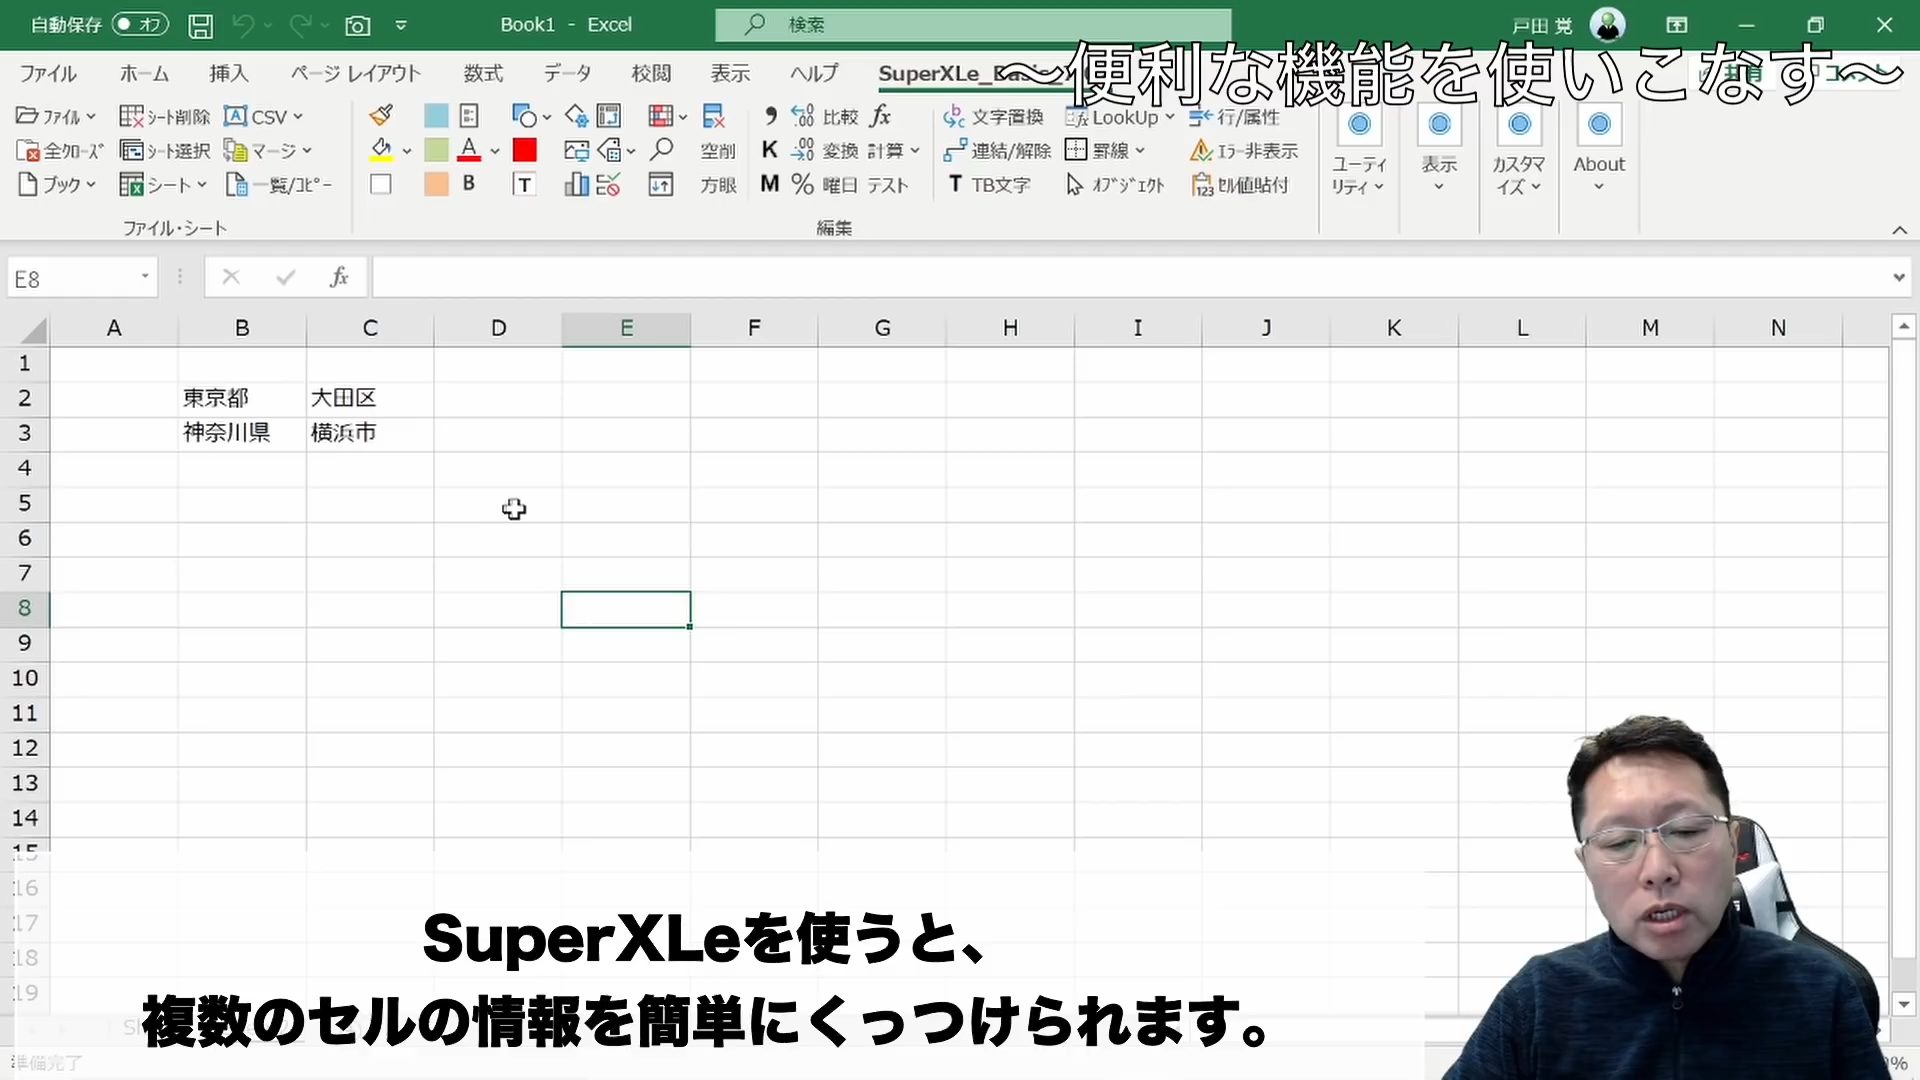 自動保存 オフ Book1 - Excel 検索 戸田 覚
～便利な機能を使いこなす～
ファイル ホーム 挿入 ページ レイアウト 数式 データ 校閲 表示 ヘルプ
ファイル シート削除 CSV 比較 fx 文字置換 LookUp 行/属性
全クローズ シート選択 マージ A 空削 K 変換 計算 連結/解除 罫線 エラー非表示
ブック シート 一覧/コピー B T 方眼 M % 曜日 テスト T TB文字 オブジェクト セル値貼付
ユーティリティ 表示 カスタマイズ About
ファイル・シート 編集
E8 fx
A B C D E F G H I J K L M N
1
2 東京都 大田区
3 神奈川県 横浜市
4
5
6
7
8
9
10
11
12
13
14
15
16
17
18
19
SuperXLeを使うと、
複数のセルの情報を簡単にくっつけられます。
準備完了